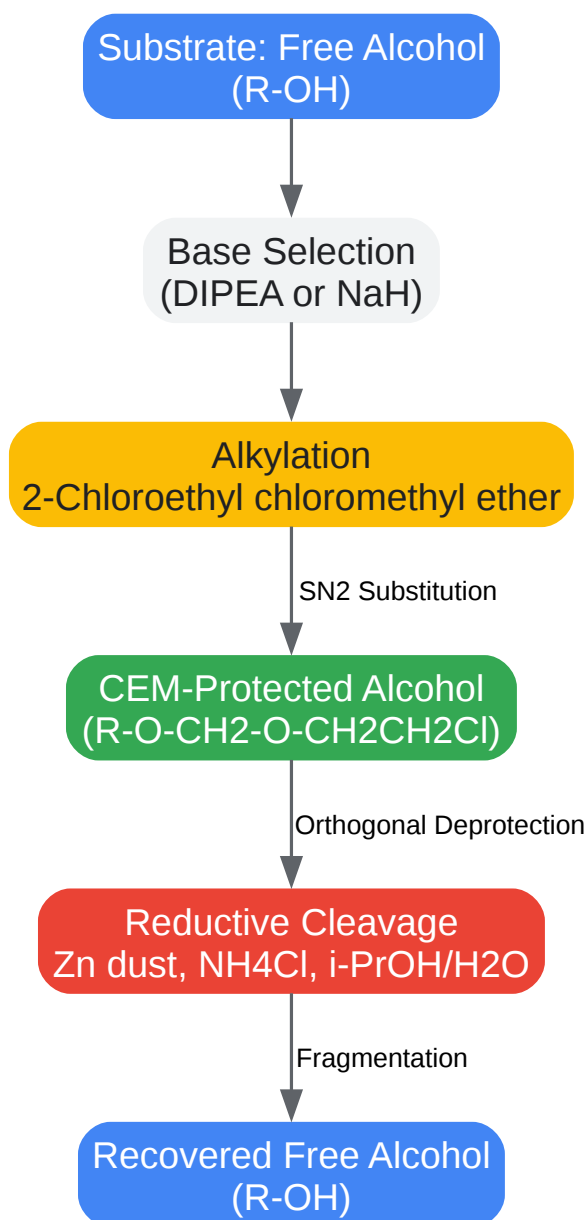 Substrate: Free Alcohol
(R-OH)
Base Selection
(DIPEA or NaH)
Alkylation
2-Chloroethyl chloromethyl ether
SN2 Substitution
CEM-Protected Alcohol
(R-O-CH2-O-CH2CH2Cl)
Orthogonal Deprotection
Reductive Cleavage
Zn dust, NH4Cl, i-PrOH/H2O
Fragmentation
Recovered Free Alcohol
(R-OH)